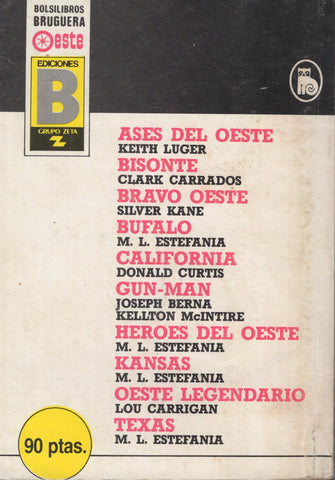 BOLSILIBROS
BRUGUERA
Oeste
EDICIONES
B
GRUPO ZETA
Z
ASES DEL OESTE
KEITH LUGER
BISONTE
CLARK CARRADOS
BRAVO OESTE
SILVER KANE
BUFALO
M. L. ESTEFANIA
CALIFORNIA
DONALD CURTIS
GUN-MAN
JOSEPH BERNA
KELLTON McINTIRE
HEROES DEL OESTE
M. L. ESTEFANIA
KANSAS
M. L. ESTEFANIA
OESTE LEGENDARIO
LOU CARRIGAN
TEXAS
M. L. ESTEFANIA
90 ptas.